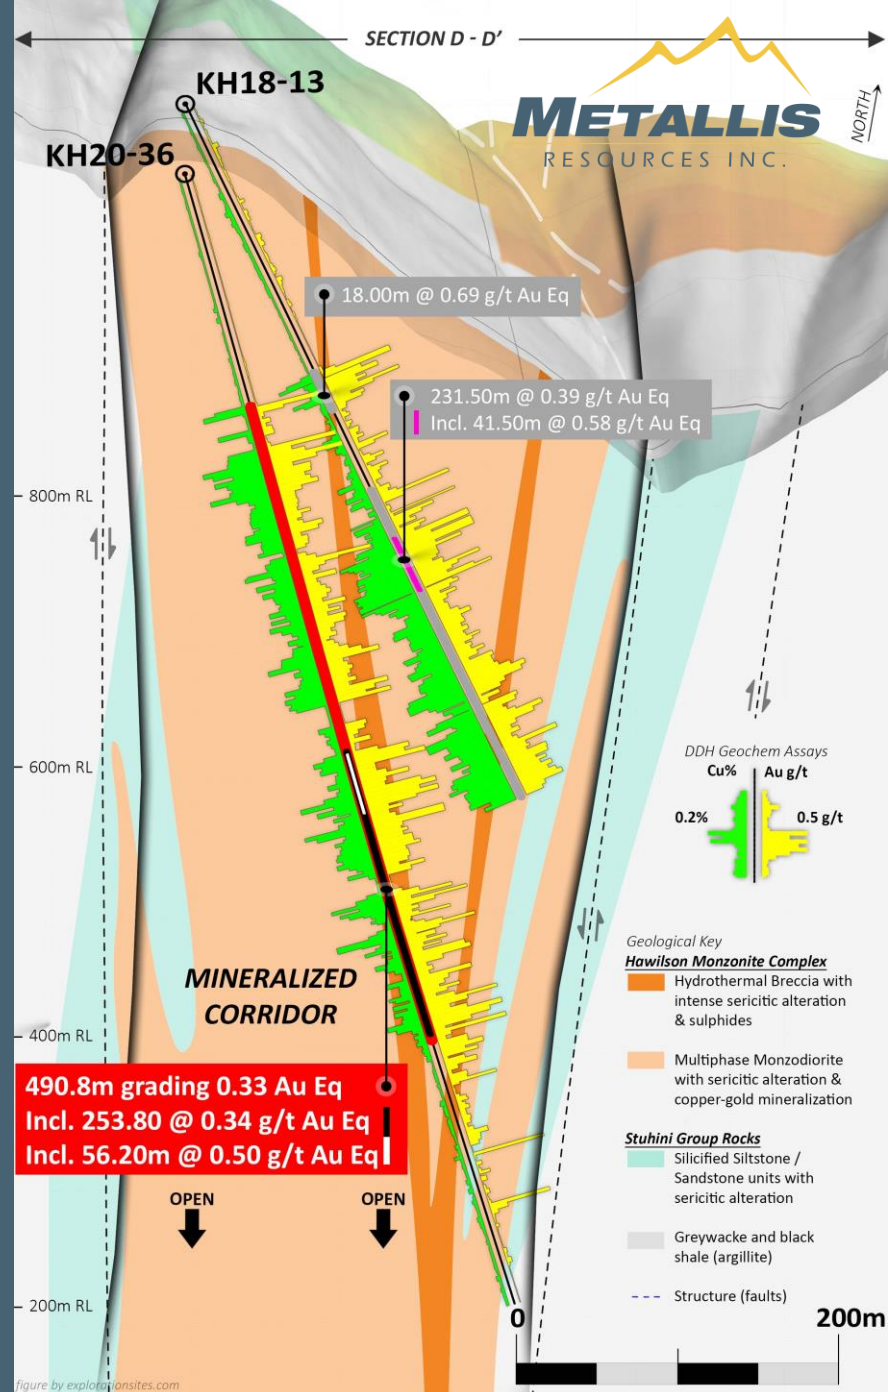 SECTION D - D'
METALLIS
RESOURCES INC.
NORTH
KH18-13
KH20-36
18.00m @ 0.69 g/t Au Eq
231.50m @ 0.39 g/t Au Eq
Incl. 41.50m @ 0.58 g/t Au Eq
800m RL
600m RL
400m RL
200m RL
DDH Geochem Assays
Cu% Au g/t
0.2% 0.5 g/t
MINERALIZED
CORRIDOR
490.8m grading 0.33 Au Eq
Incl. 253.80 @ 0.34 g/t Au Eq
Incl. 56.20m @ 0.50 g/t Au Eq
OPEN OPEN
Geological Key
Hawilson Monzonite Complex
Hydrothermal Breccia with
intense sericitic alteration
& sulphides
Multiphase Monzodiorite
with sericitic alteration &
copper-gold mineralization
Stuhini Group Rocks
Silicified Siltstone /
Sandstone units with
sericitic alteration
Greywacke and black
shale (argillite)
Structure (faults)
0 200m
figure by explorationsites.com